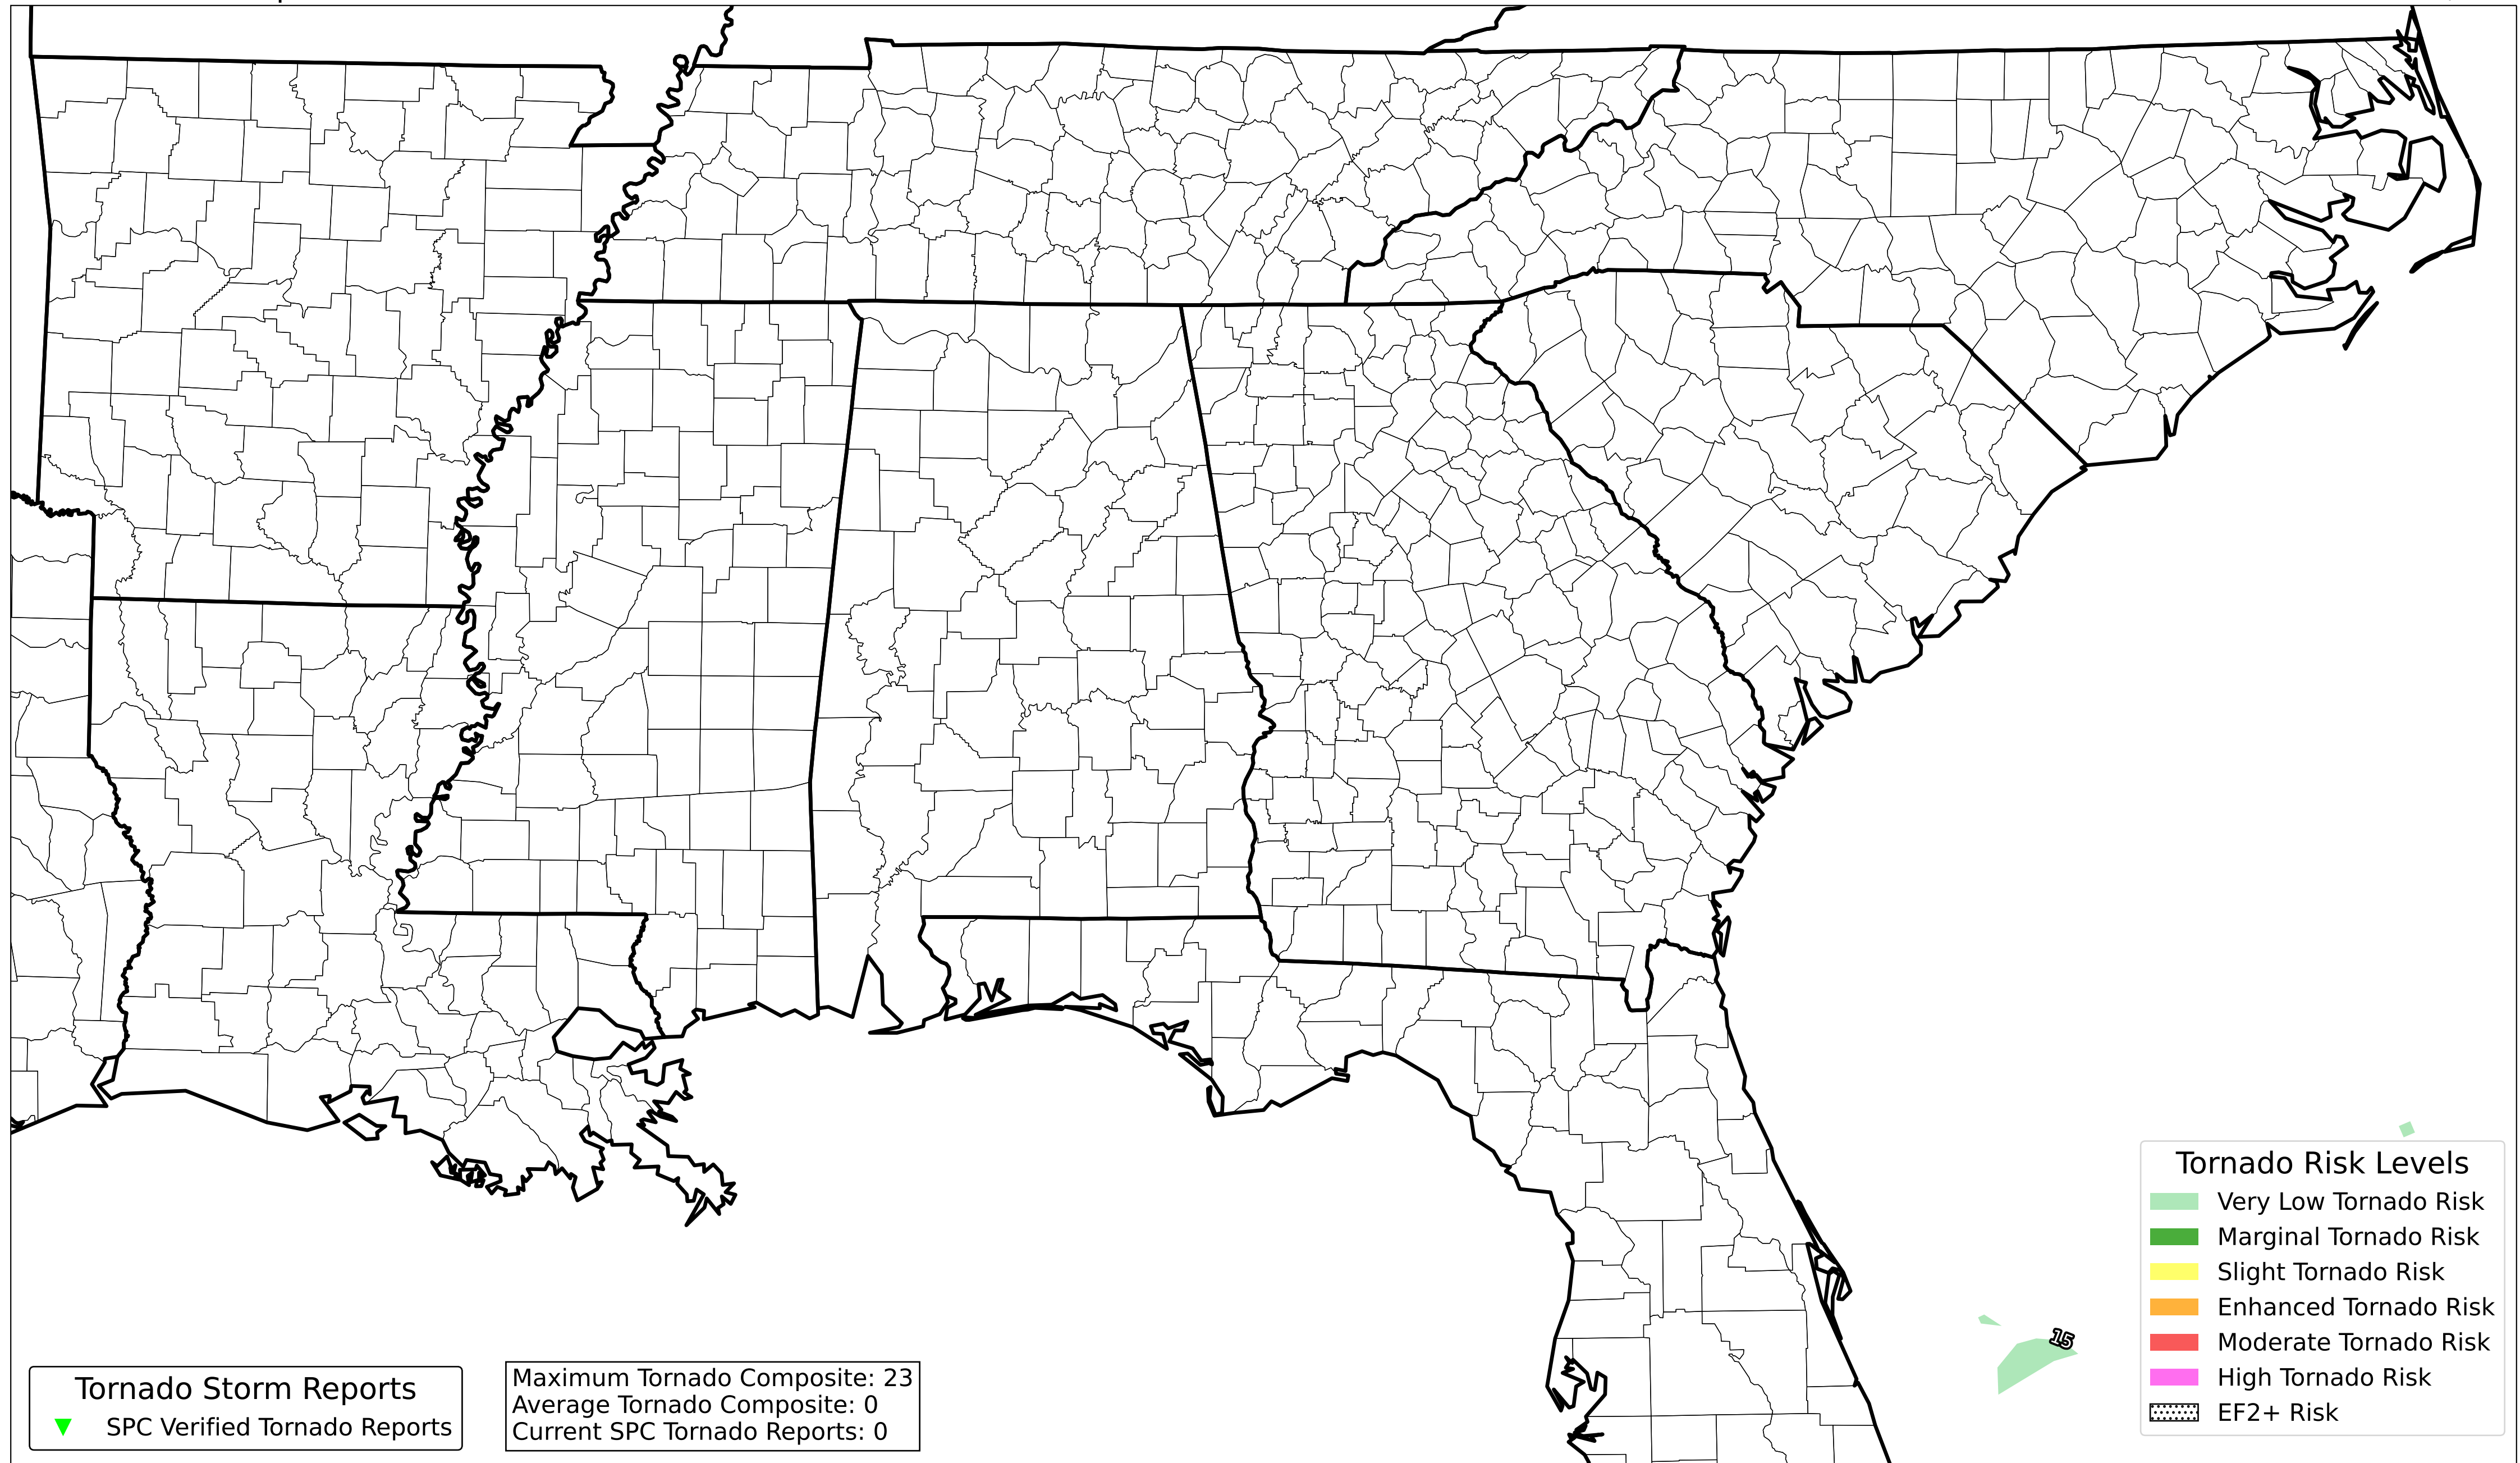 15
Tornado Risk Levels
Very Low Tornado Risk
Marginal Tornado Risk
Slight Tornado Risk
Enhanced Tornado Risk
Moderate Tornado Risk
High Tornado Risk
EF2+ Risk
Tornado Storm Reports
SPC Verified Tornado Reports
Maximum Tornado Composite: 23
Average Tornado Composite: 0
Current SPC Tornado Reports: 0